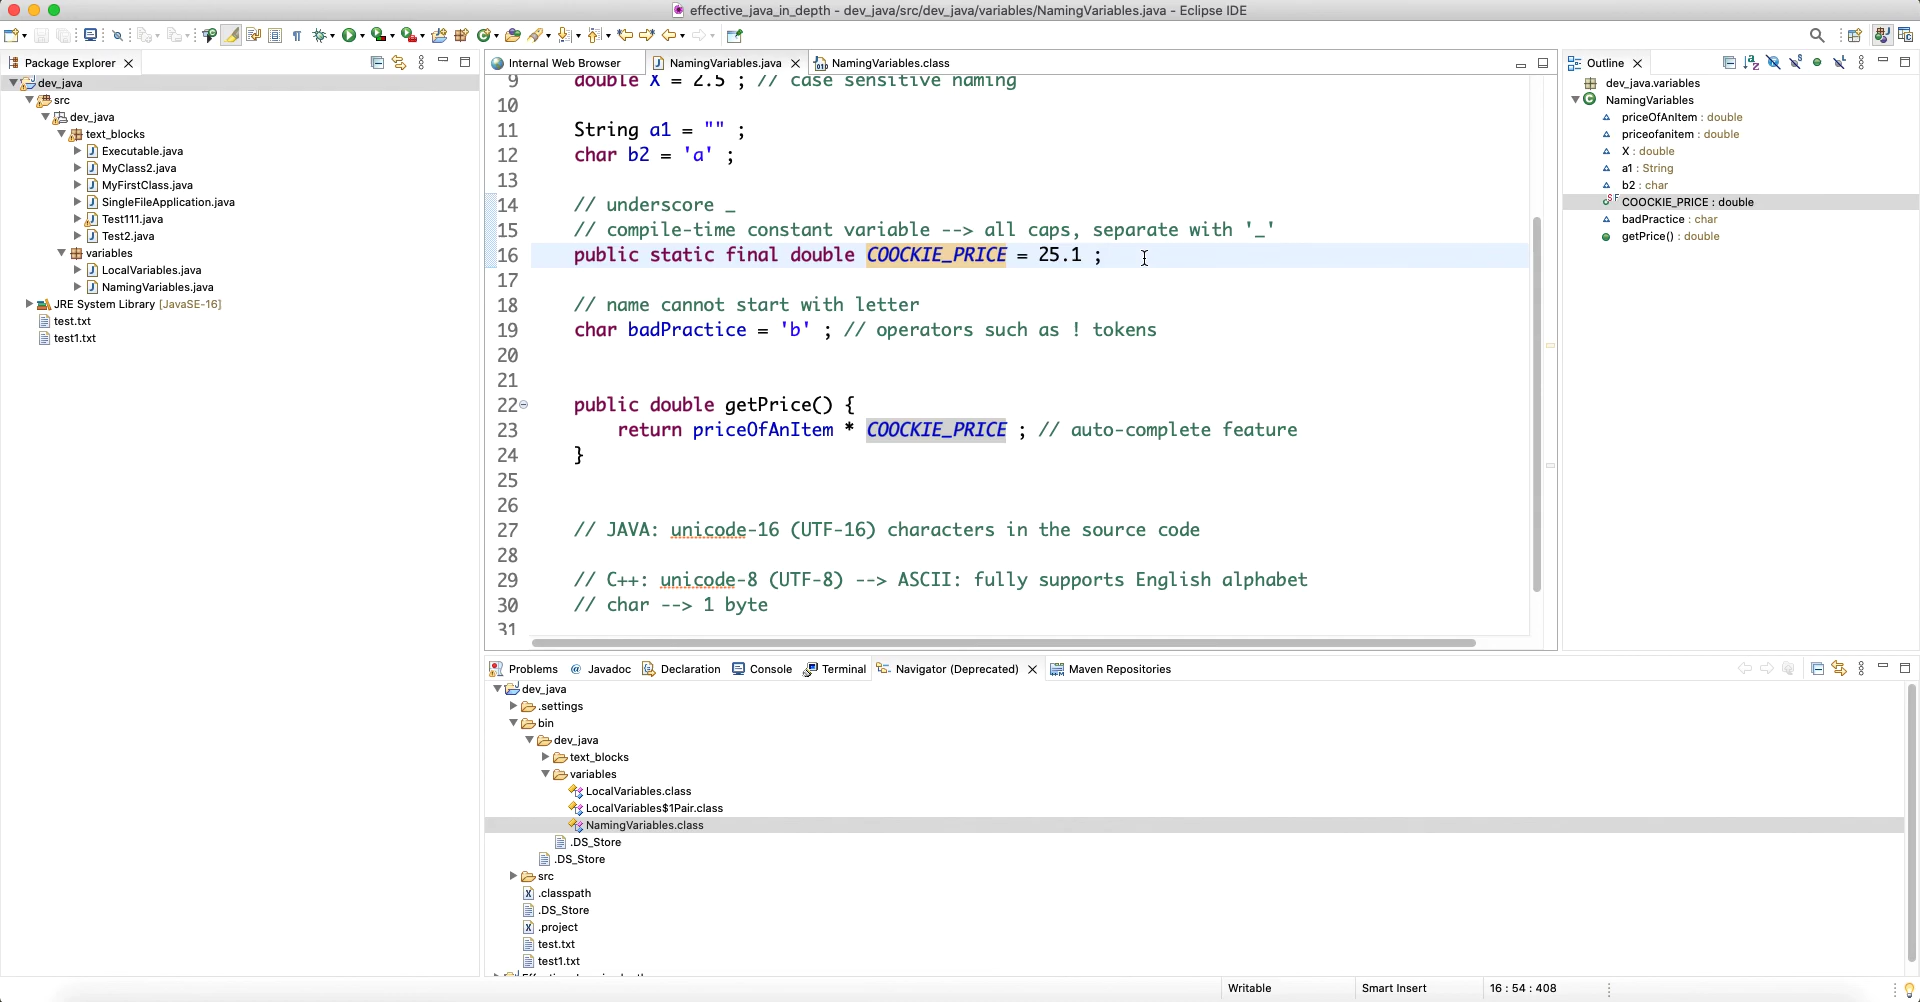 effective_java_in_depth - dev_java/src/dev_java/variables/NamingVariables.java - Eclipse IDE
Package Explorer
dev_java
src
dev_java
text_blocks
Executable.java
MyClass2.java
MyFirstClass.java
SingleFileApplication.java
Test111.java
Test2.java
variables
LocalVariables.java
NamingVariables.java
JRE System Library [JavaSE-16]
test.txt
test1.txt
Internal Web Browser
NamingVariables.java
NamingVariables.class
9 double X = 2.5 ; // case sensitive naming
10
11 String a1 = "" ;
12 char b2 = 'a' ;
13
14 // underscore _
15 // compile-time constant variable --> all caps, separate with '_'
16 public static final double COOCKIE_PRICE = 25.1 ;
17
18 // name cannot start with letter
19 char badPractice = 'b' ; // operators such as ! tokens
20
21
22 public double getPrice() {
23 return priceOfAnItem * COOCKIE_PRICE ; // auto-complete feature
24 }
25
26
27 // JAVA: unicode-16 (UTF-16) characters in the source code
28
29 // C++: unicode-8 (UTF-8) --> ASCII: fully supports English alphabet
30 // char --> 1 byte
31
Outline
dev_java.variables
NamingVariables
priceOfAnItem : double
priceofanitem : double
X : double
a1 : String
b2 : char
COOCKIE_PRICE : double
badPractice : char
getPrice() : double
Problems
Javadoc
Declaration
Console
Terminal
Navigator (Deprecated)
Maven Repositories
dev_java
.settings
bin
dev_java
text_blocks
variables
LocalVariables.class
LocalVariables$1Pair.class
NamingVariables.class
.DS_Store
.DS_Store
src
.classpath
.DS_Store
.project
test.txt
test1.txt
Writable
Smart Insert
16 : 54 : 408